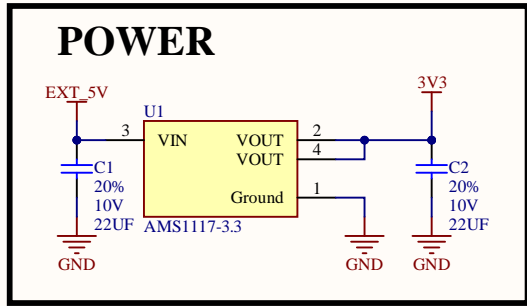 POWER
EXT_5V
3V3
U1
3
VIN
VOUT
2
VOUT
4
Ground
1
AMS1117-3.3
C1
20%
10V
22UF
C2
20%
10V
22UF
GND
GND
GND